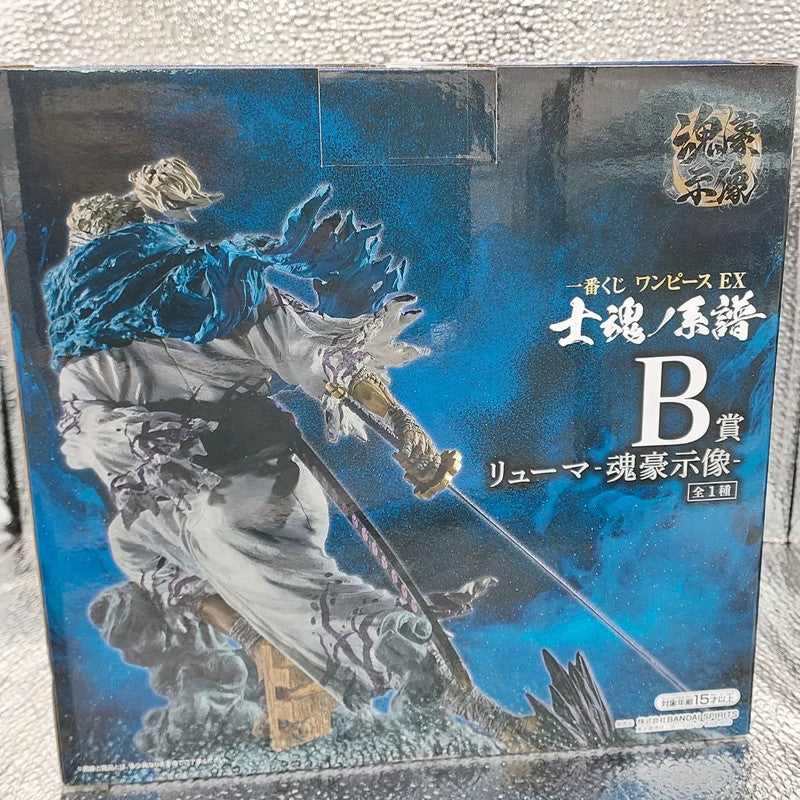 魂豪
示像
一番くじ ワンピース EX
士魂ノ系譜
B賞
リューマ-魂豪示像-
全1種
対象年齢15才以上
株式会社BANDAI SPIRITS